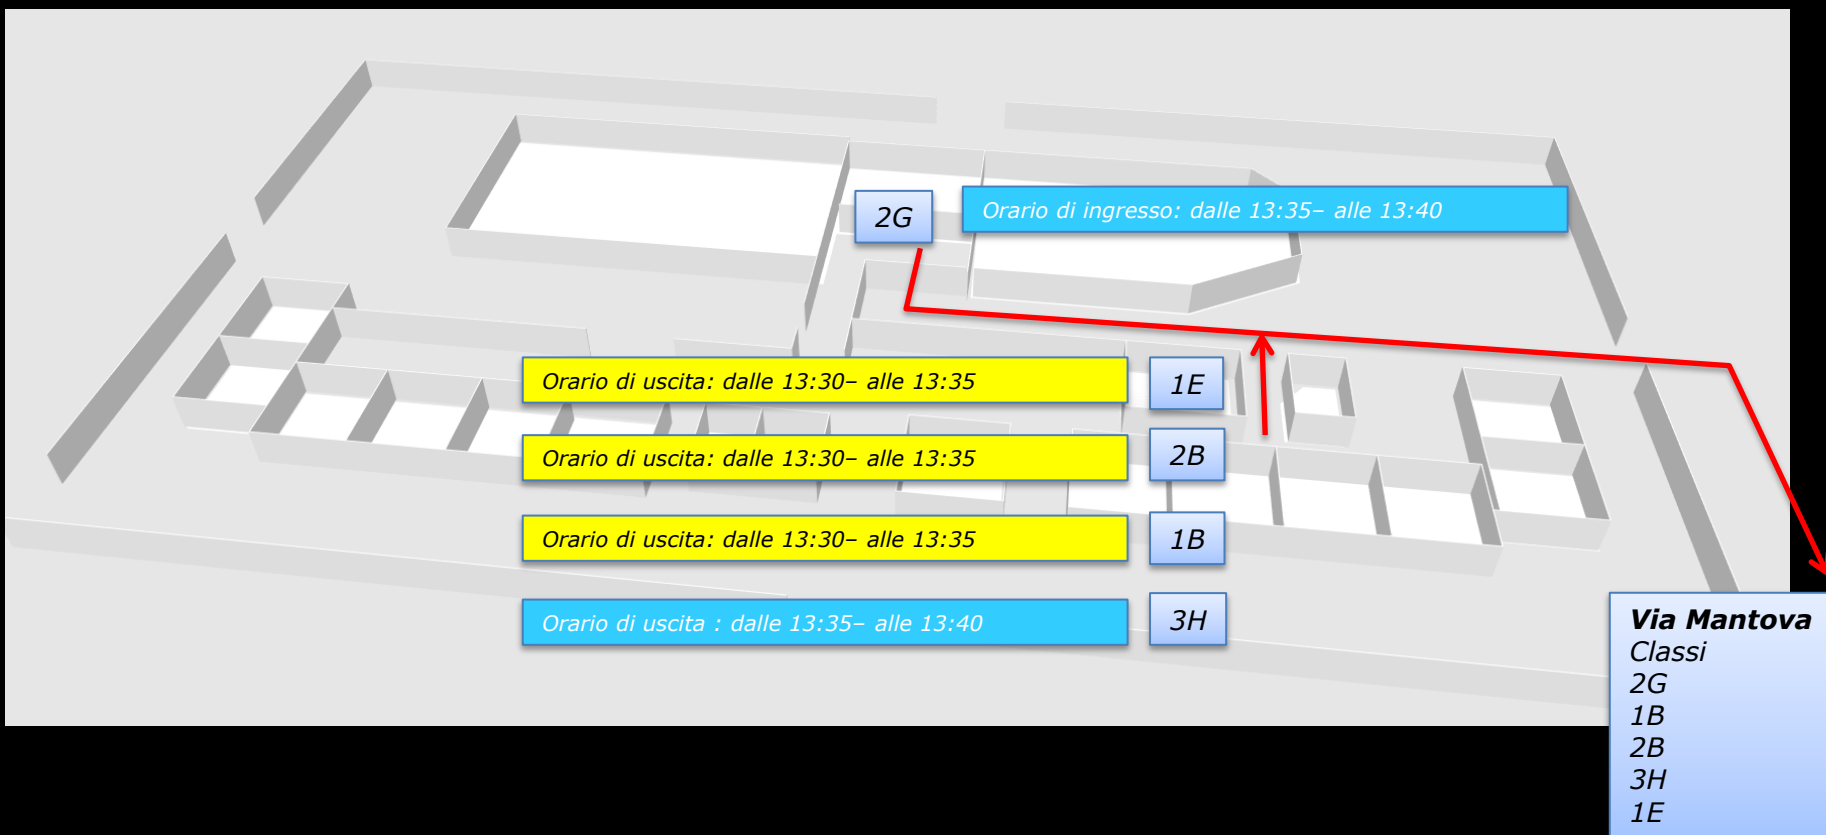 2G
Orario di ingresso: dalle 13:35– alle 13:40
Orario di uscita: dalle 13:30– alle 13:35
1E
Orario di uscita: dalle 13:30– alle 13:35
2B
Orario di uscita: dalle 13:30– alle 13:35
1B
Orario di uscita : dalle 13:35– alle 13:40
3H
Via Mantova
Classi
2G
1B
2B
3H
1E